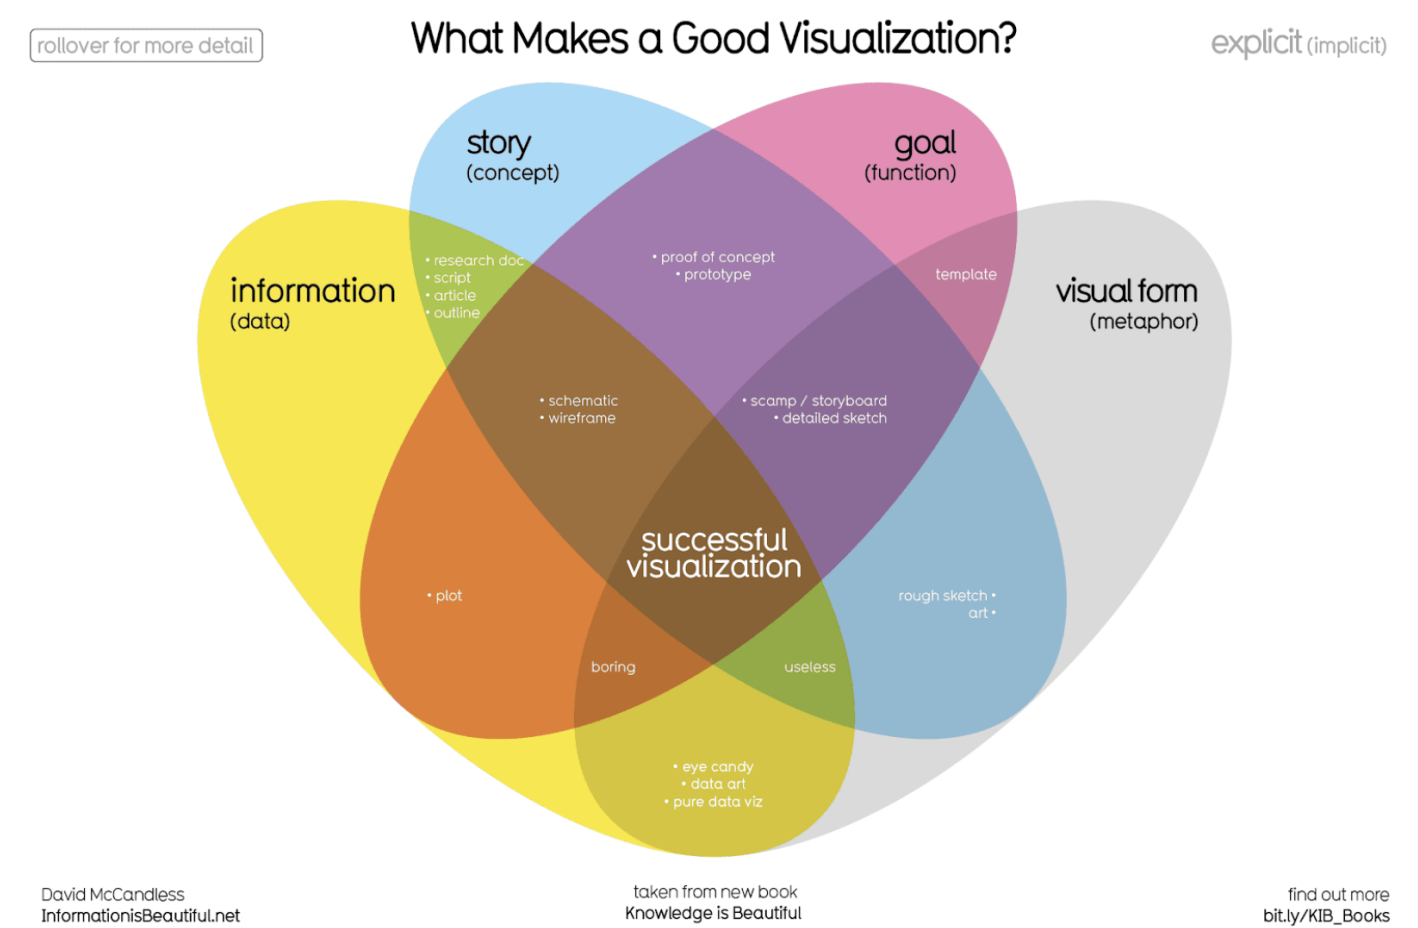 rollover for more detail
What Makes a Good Visualization?
explicit (implicit)
story
(concept)
goal
(function)
information
(data)
visual form
(metaphor)
• research doc
• script
• article
• outline
• proof of concept
• prototype
template
• schematic
• wireframe
• scamp / storyboard
• detailed sketch
successful
visualization
• plot
rough sketch •
art •
boring
useless
• eye candy
• data art
• pure data viz
David McCandless
InformationisBeautiful.net
taken from new book
Knowledge is Beautiful
find out more
bit.ly/KIB_Books